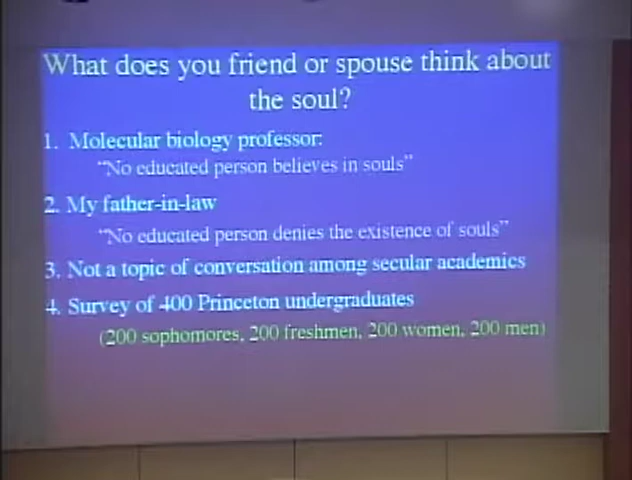 What does you friend or spouse think about
the soul?
1. Molecular biology professor:
“No educated person believes in souls”
2. My father-in-law
“No educated person denies the existence of souls”
3. Not a topic of conversation among secular academics
4. Survey of 400 Princeton undergraduates
(200 sophomores, 200 freshmen, 200 women, 200 men)